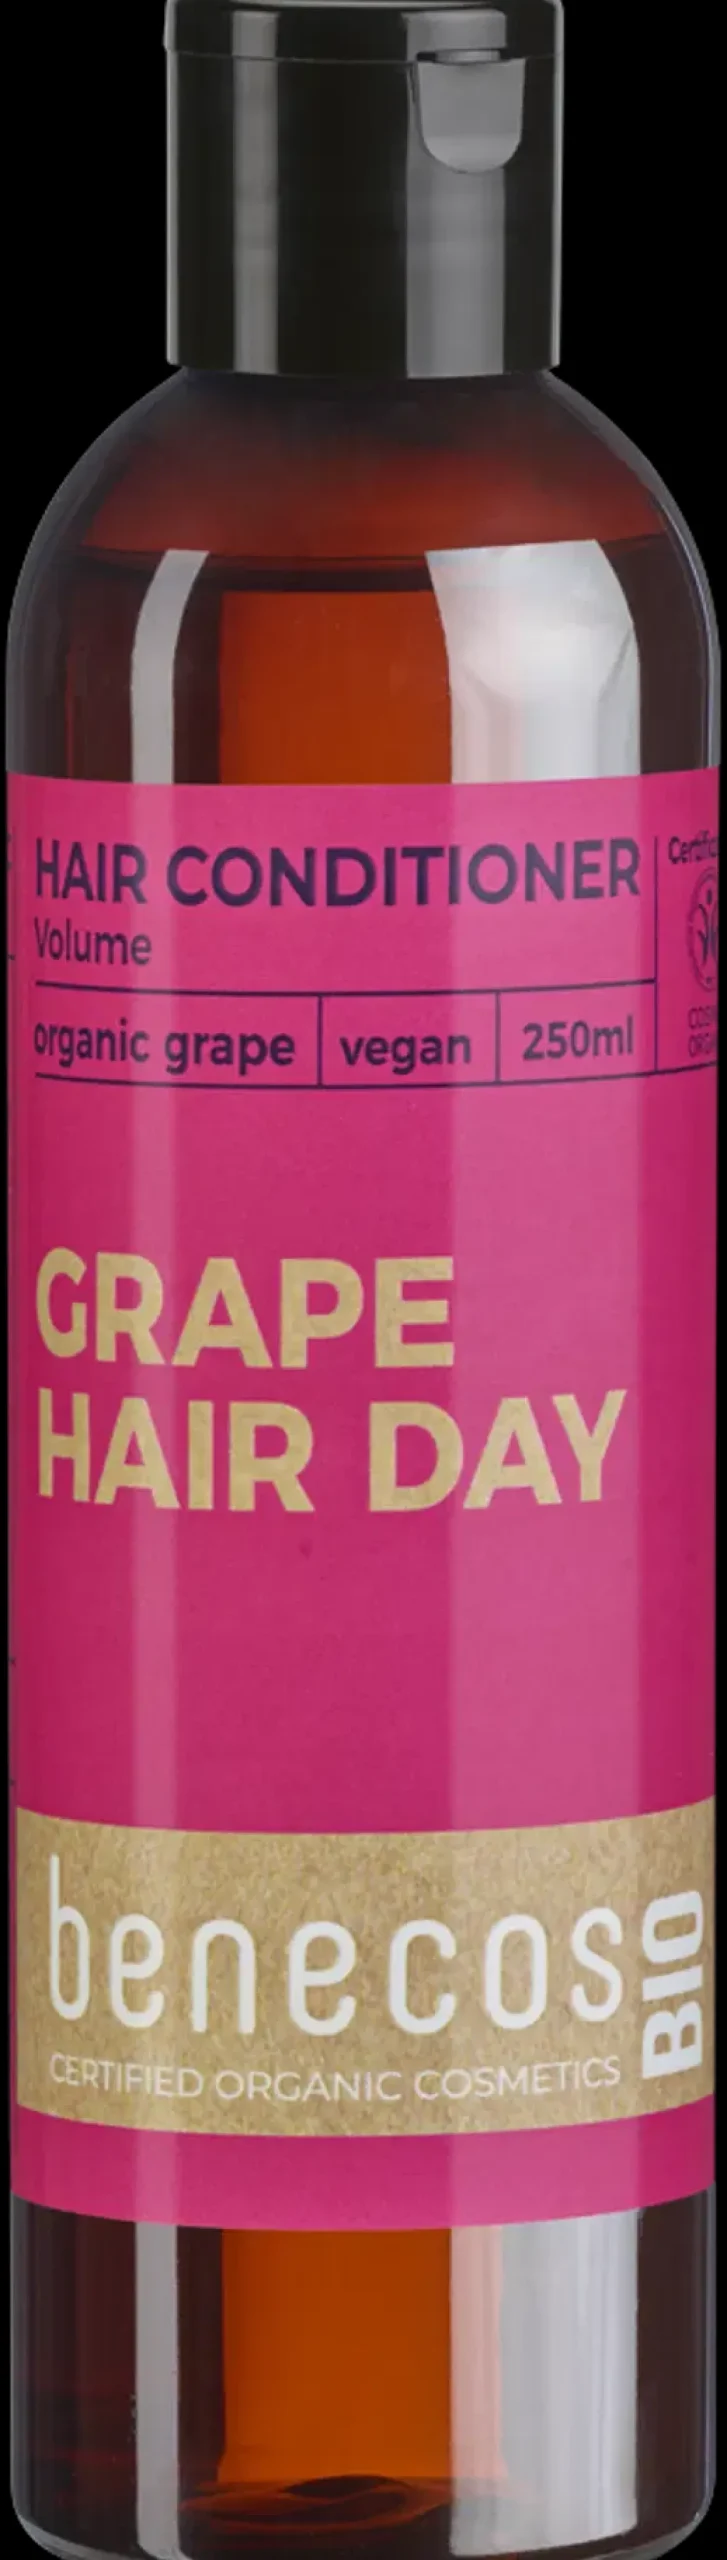 HAIR CONDITIONER
Volume
organic grape
vegan
250ml
GRAPE
HAIR DAY
benecos
BIO
CERTIFIED ORGANIC COSMETICS